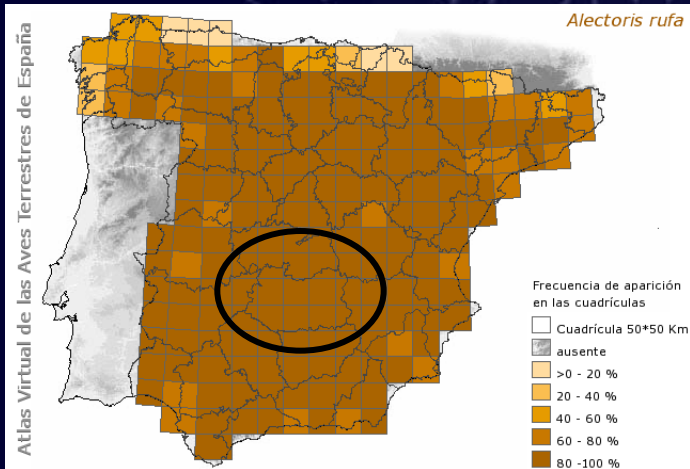 Atlas Virtual de las Aves Terrestres de España
Alectoris rufa
Frecuencia de aparición
en las cuadrículas
Cuadrícula 50*50 Km
ausente
>0 - 20 %
20 - 40 %
40 - 60 %
60 - 80 %
80 -100 %